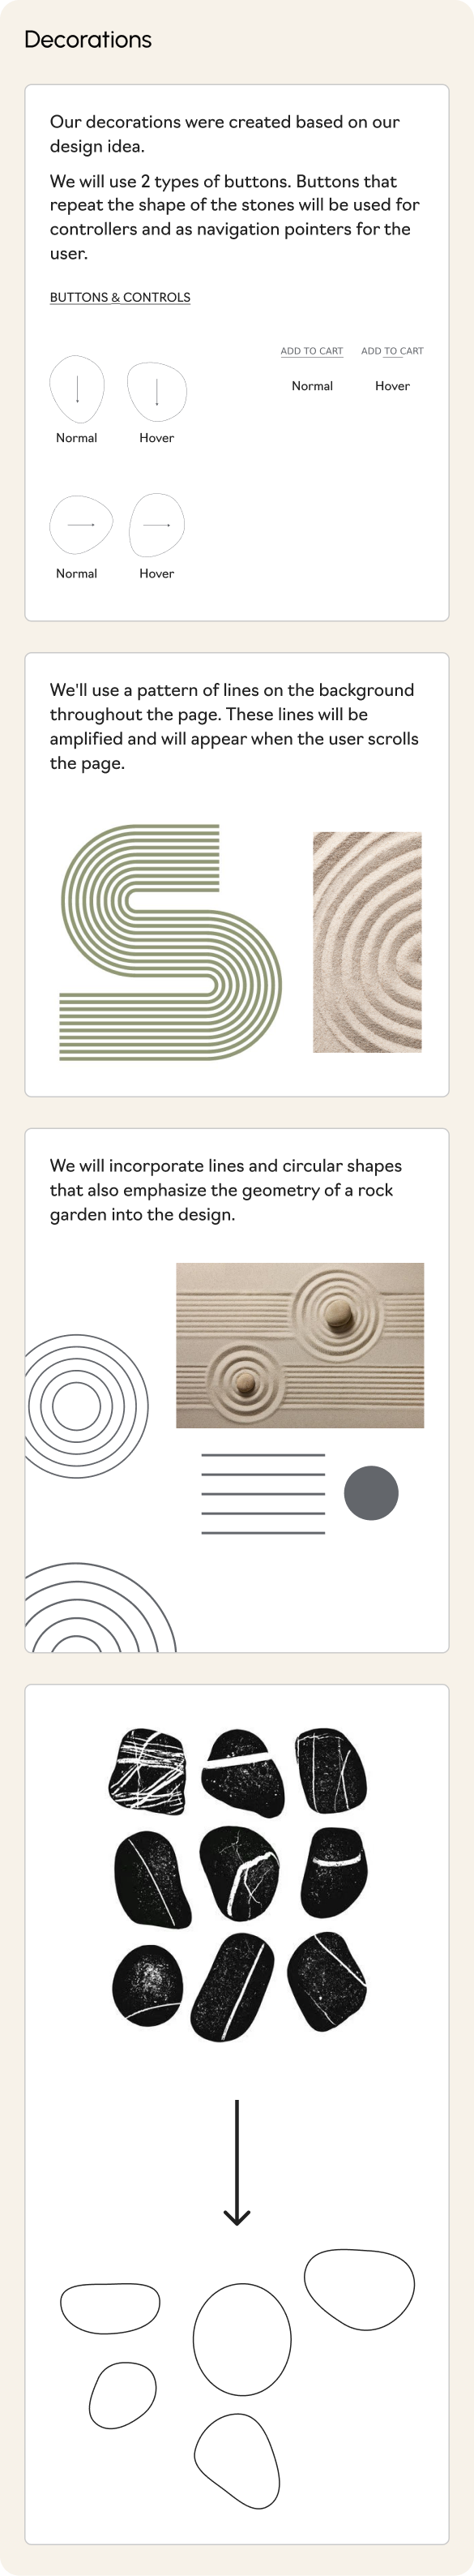 Decorations
Our decorations were created based on our
design idea.
We will use 2 types of buttons. Buttons that
repeat the shape of the stones will be used for
controllers and as navigation pointers for the
user.
BUTTONS & CONTROLS
ADD TO CART ADD TO CART
Normal Hover
Normal Hover
Normal Hover
We'll use a pattern of lines on the background
throughout the page. These lines will be
amplified and will appear when the user scrolls
the page.
We will incorporate lines and circular shapes
that also emphasize the geometry of a rock
garden into the design.